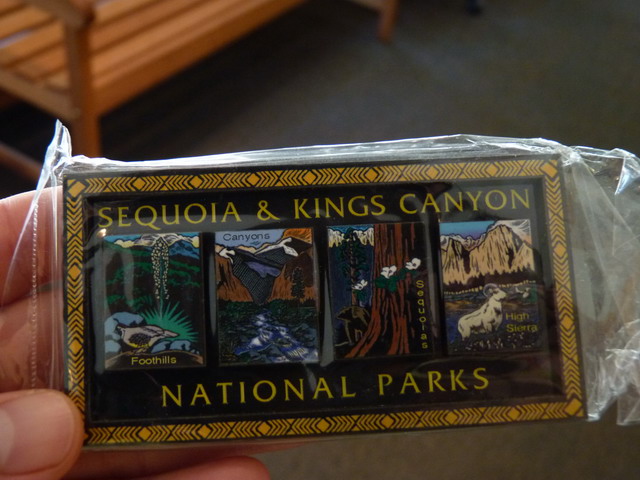 SEQUOIA & KINGS CANYON
Foothills
Canyons
Sequoias
High
Sierra
NATIONAL PARKS